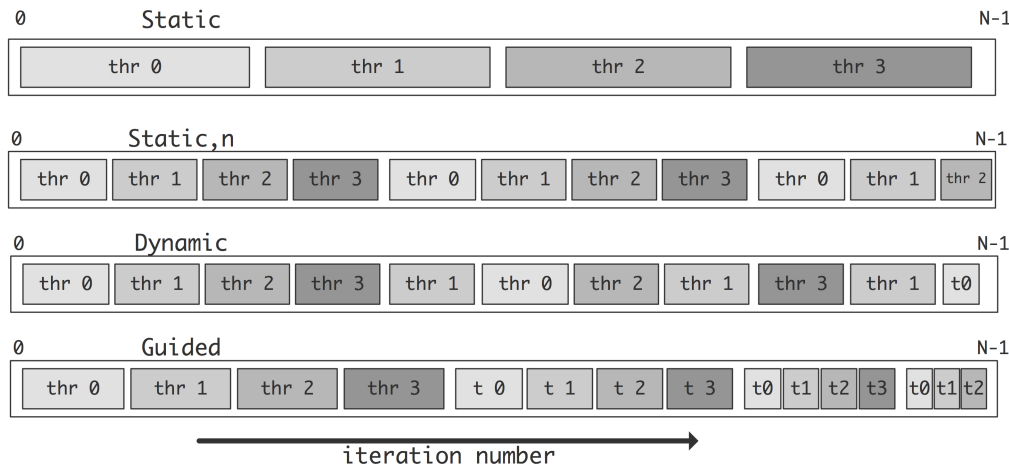 0 Static N-1
thr 0 thr 1 thr 2 thr 3
0 Static,n N-1
thr 0 thr 1 thr 2 thr 3 thr 0 thr 1 thr 2 thr 3 thr 0 thr 1 thr 2
0 Dynamic N-1
thr 0 thr 1 thr 2 thr 3 thr 1 thr 0 thr 2 thr 1 thr 3 thr 1 t0
0 Guided N-1
thr 0 thr 1 thr 2 thr 3 t 0 t 1 t 2 t 3 t0 t1 t2 t3 t0 t1 t2
iteration number